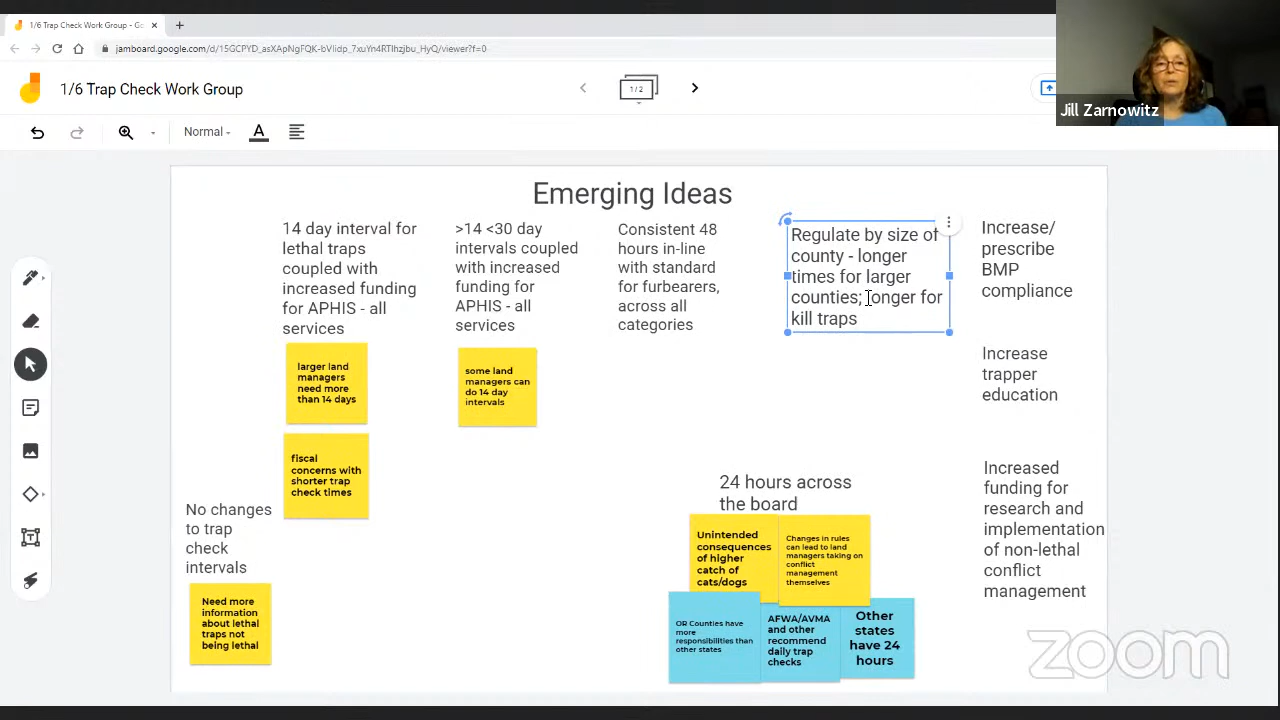 1/6 Trap Check Work Group - Go
jamboard.google.com/d/15GCPYD_asXApNgFQK-bVlidp_7xuYn4RTIhzjbu_HyQ/viewer?f=0
1/6 Trap Check Work Group
1/2
Jill Zarnowitz
Normal
A
Emerging Ideas
14 day interval for
lethal traps
coupled with
increased funding
for APHIS - all
services
>14 <30 day
intervals coupled
with increased
funding for
APHIS - all
services
Consistent 48
hours in-line
with standard
for furbearers,
across all
categories
Regulate by size of
county - longer
times for larger
counties; longer for
kill traps
Increase/
prescribe
BMP
compliance
larger land
managers
need more
than 14 days
some land
managers can
do 14 day
intervals
Increase
trapper
education
fiscal
concerns with
shorter trap
check times
No changes
to trap
check
intervals
Need more
information
about lethal
traps not
being lethal
24 hours across
the board
Unintended
consequences
of higher
catch of
cats/dogs
Changes in rules
can lead to land
managers taking on
conflict
management
themselves
OR Counties have
more
responsibilities than
other states
AFWA/AVMA
and other
recommend
daily trap
checks
Other
states
have 24
hours
Increased
funding for
research and
implementation
of non-lethal
conflict
management
zoom